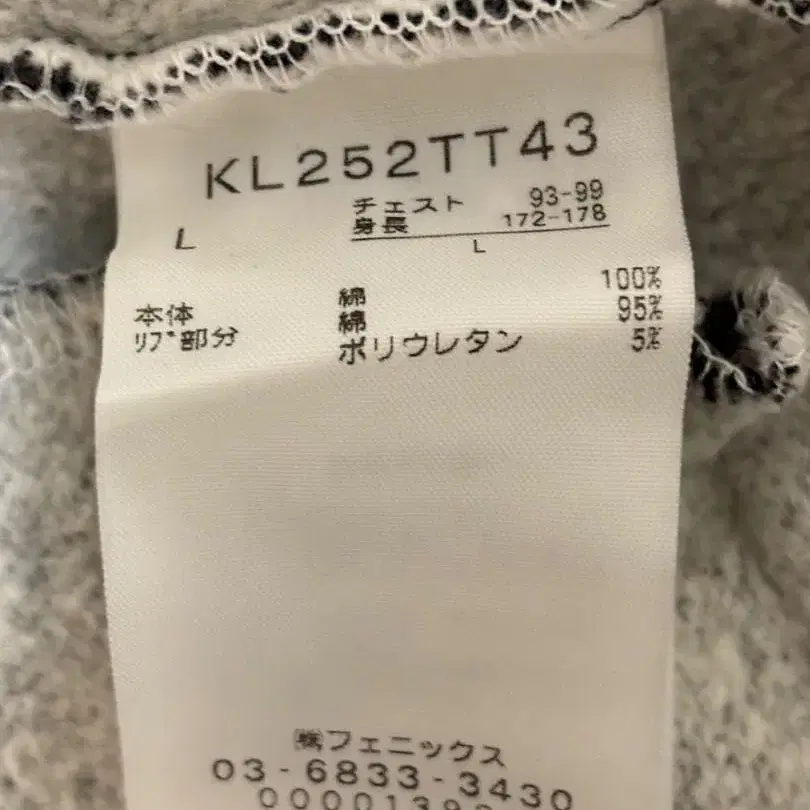 KL252TT43
チェスト 93-99
L 身長 172-178
L
本体 綿 100%
リブ部分 綿 95%
ポリウレタン 5%
㈱フェニックス
03-6833-3430